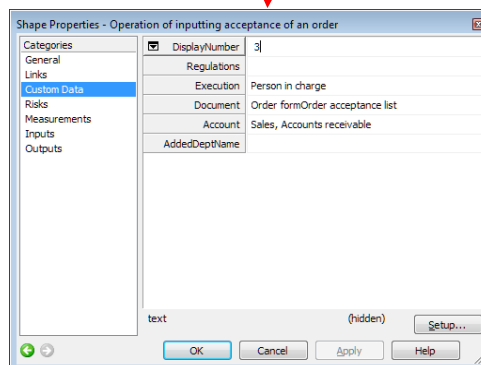 Shape Properties - Operation of inputting acceptance of an order
Categories
General
Links
Custom Data
Risks
Measurements
Inputs
Outputs
DisplayNumber 3
Regulations
Execution Person in charge
Document Order formOrder acceptance list
Account Sales, Accounts receivable
AddedDeptName
text (hidden) Setup...
OK Cancel Apply Help